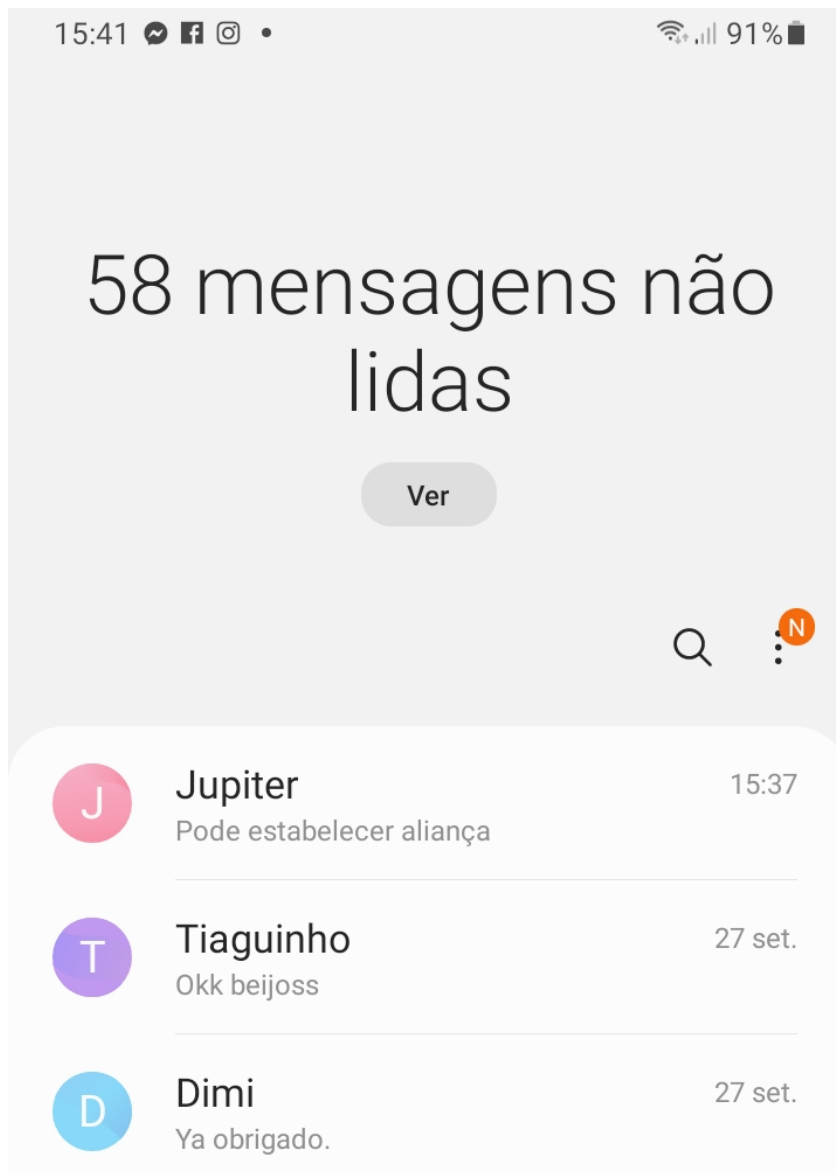 15:41 91%
58 mensagens não
lidas
Ver
N
J Jupiter 15:37
Pode estabelecer aliança
T Tiaguinho 27 set.
Okk beijoss
D Dimi 27 set.
Ya obrigado.